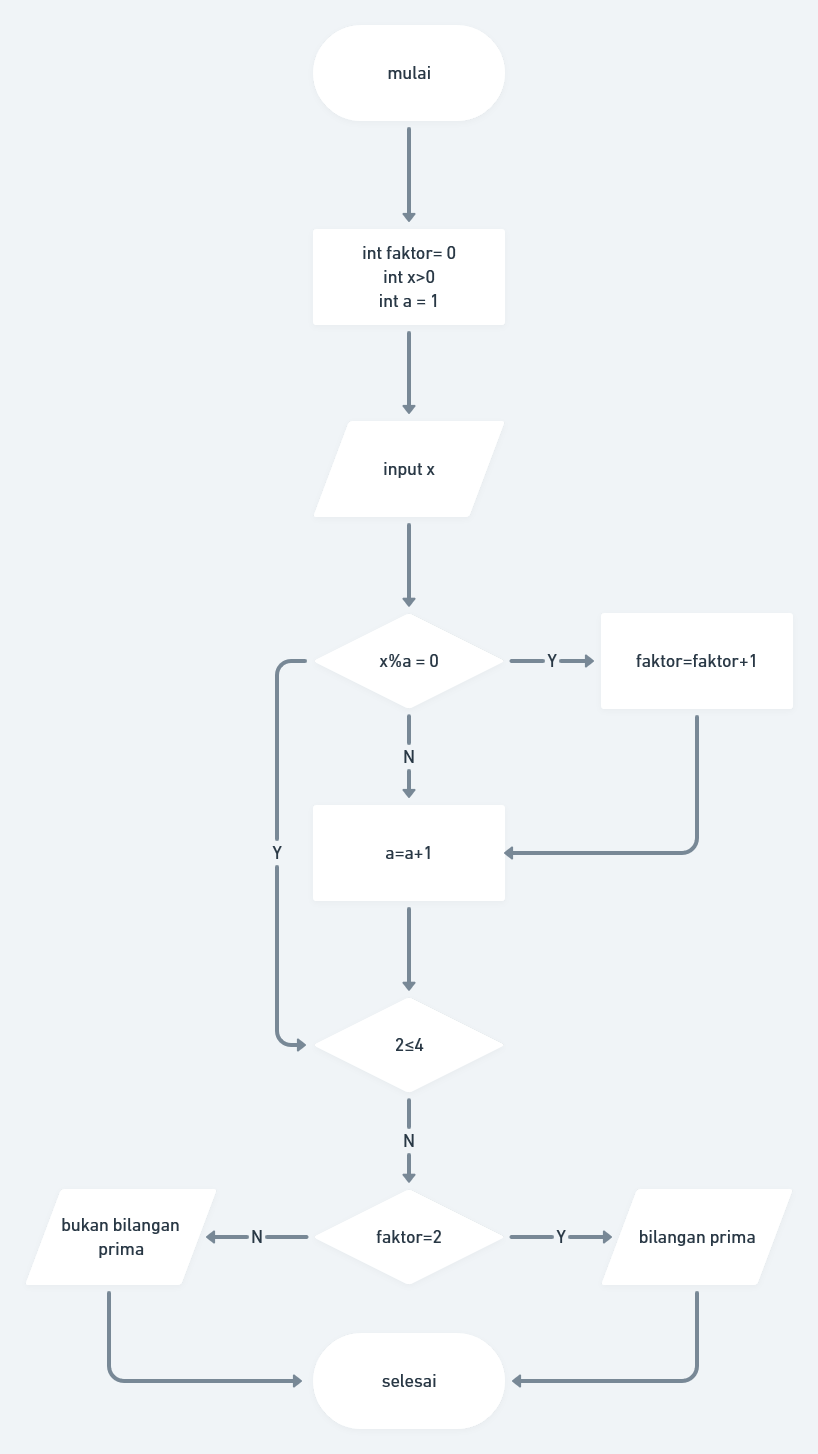 mulai
int faktor= 0
int x>0
int a = 1
input x
x%a = 0
Y
faktor=faktor+1
N
Y
a=a+1
2≤4
N
bukan bilangan
prima
N
faktor=2
Y
bilangan prima
selesai